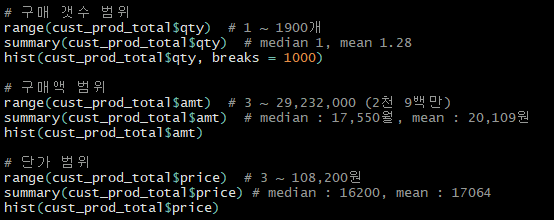 # 구매 갯수 범위
range(cust_prod_total$qty)  # 1 ~ 1900개
summary(cust_prod_total$qty)  # median 1, mean 1.28
hist(cust_prod_total$qty, breaks = 1000)
# 구매액 범위
range(cust_prod_total$amt)  # 3 ~ 29,232,000 (2천 9백만)
summary(cust_prod_total$amt)  # median : 17,550월, mean : 20,109원
hist(cust_prod_total$amt)
# 단가 범위
range(cust_prod_total$price)  # 3 ~ 108,200원
summary(cust_prod_total$price) # median : 16200, mean : 17064
hist(cust_prod_total$price)